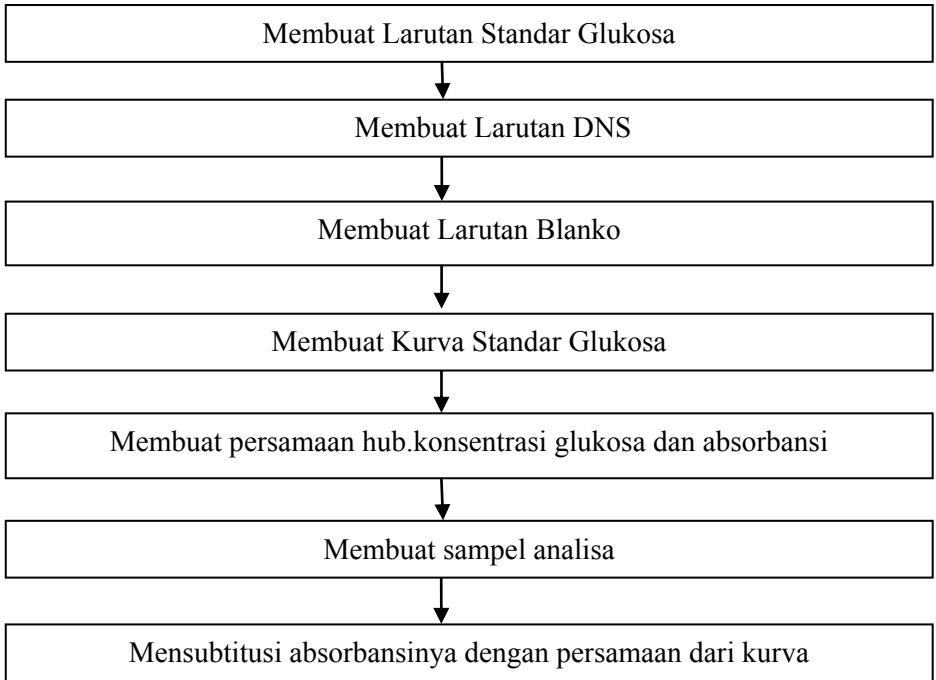 Membuat Larutan Standar Glukosa
Membuat Larutan DNS
Membuat Larutan Blanko
Membuat Kurva Standar Glukosa
Membuat persamaan hub.konsentrasi glukosa dan absorbansi
Membuat sampel analisa
Mensubtitusi absorbansinya dengan persamaan dari kurva